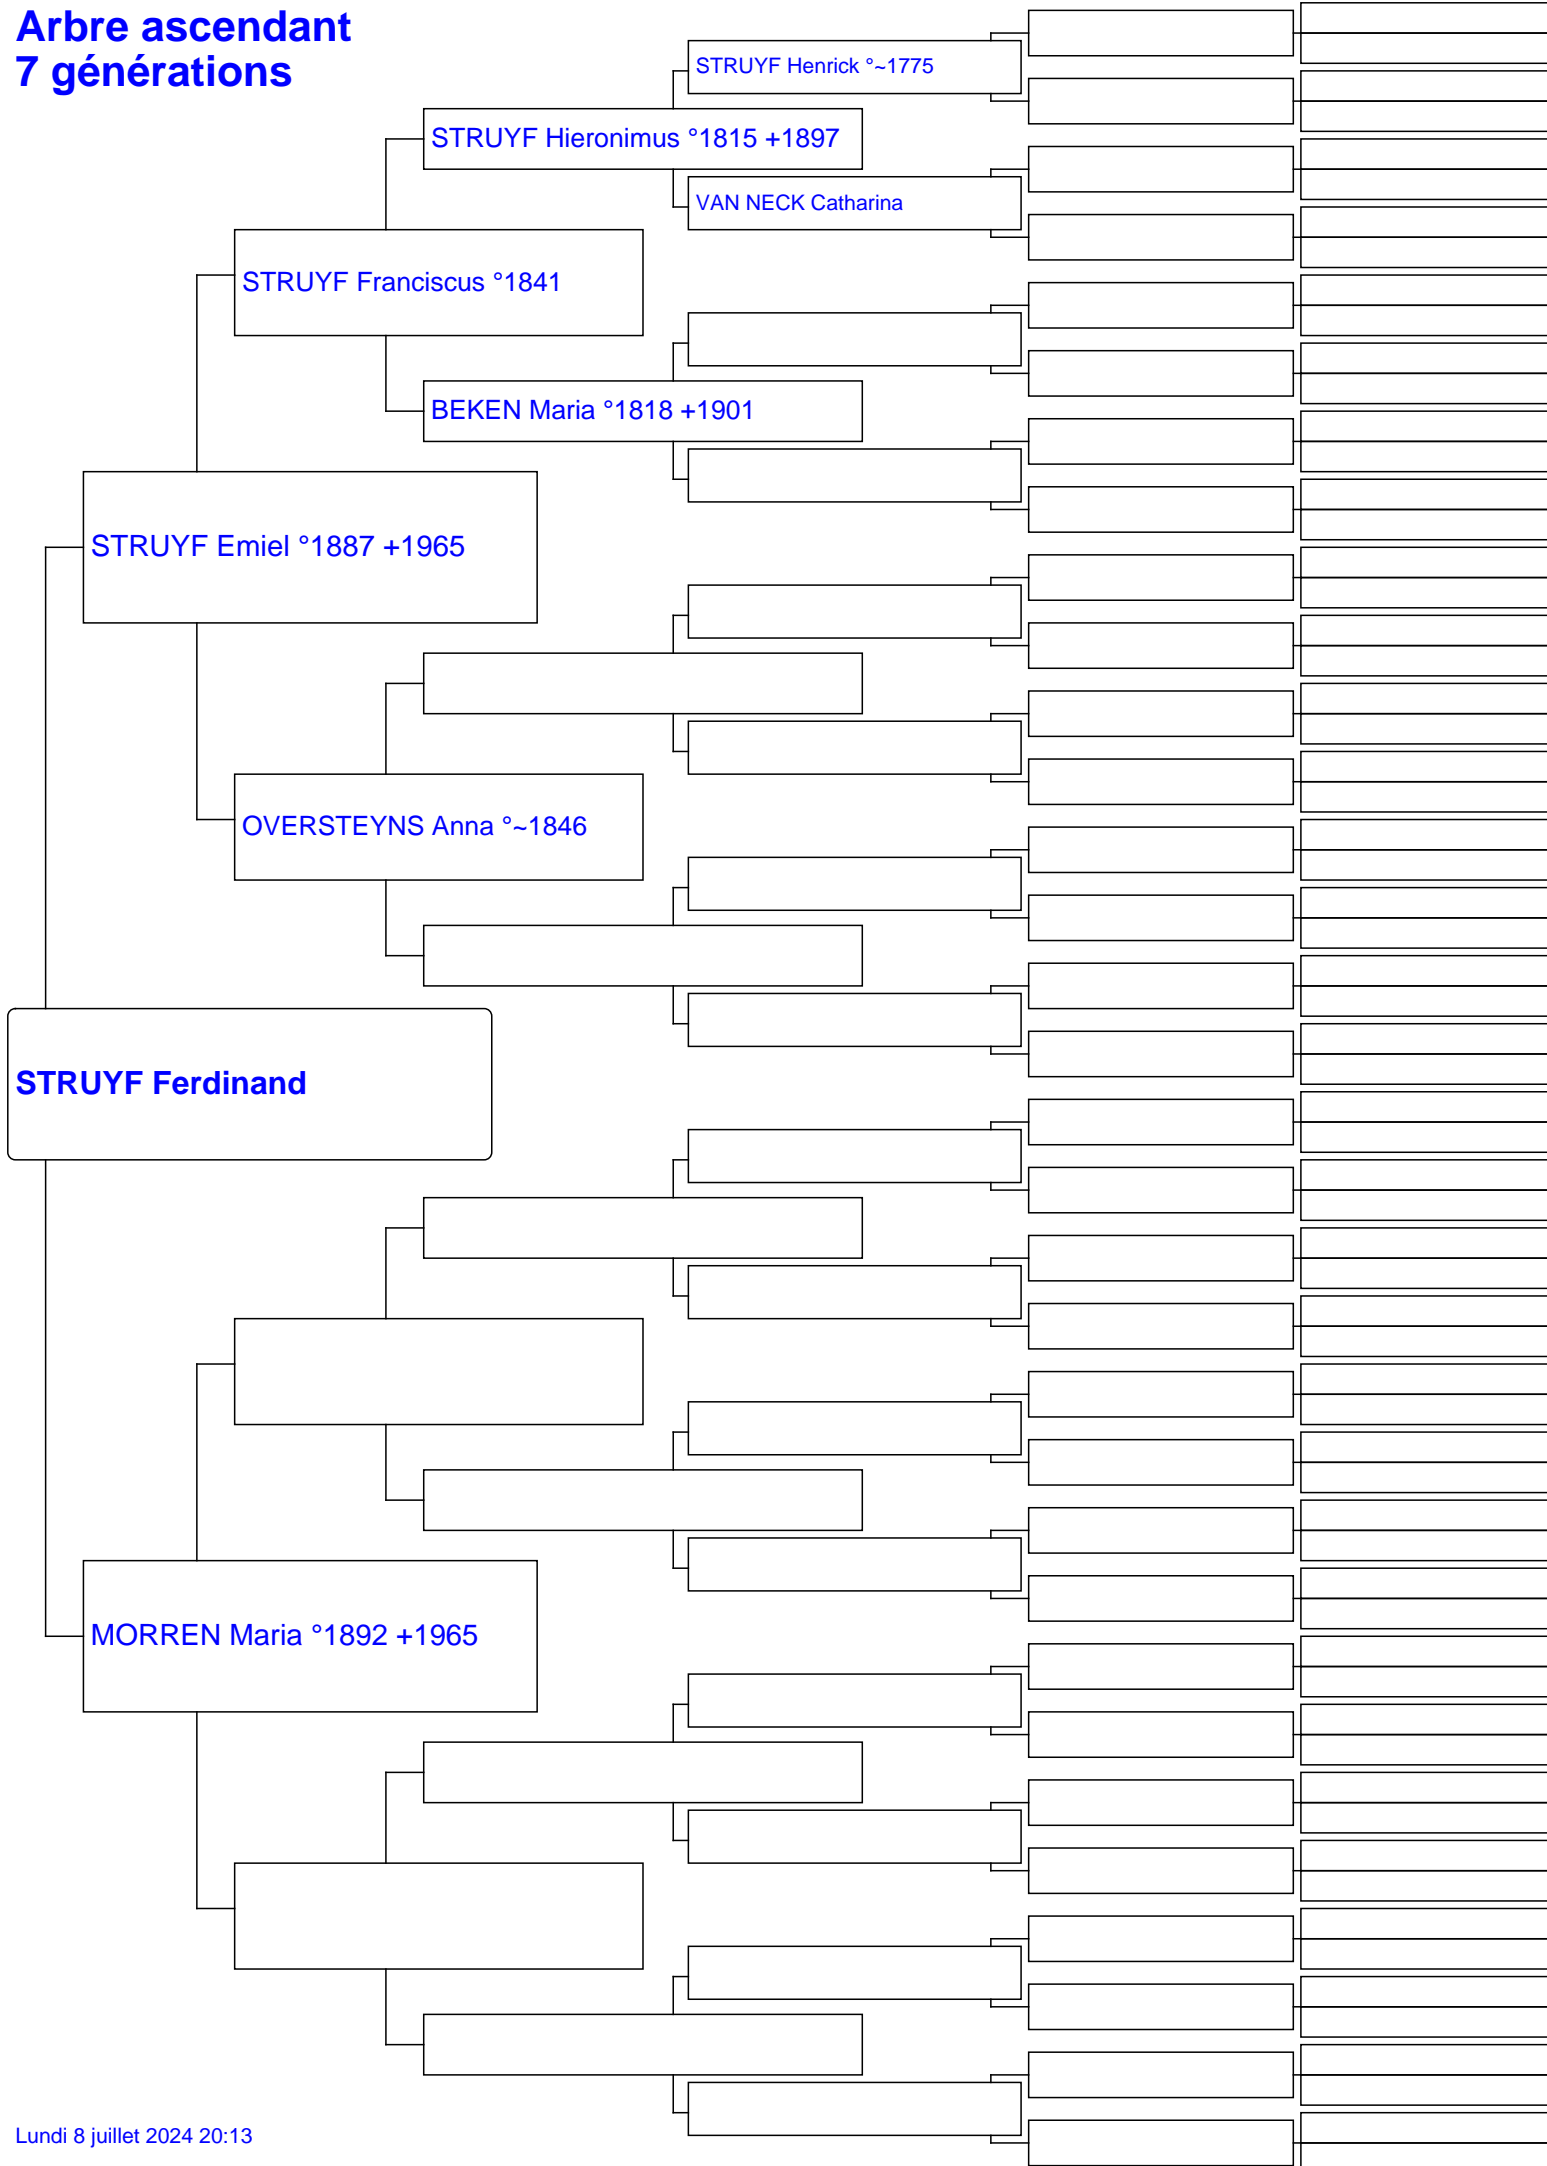 Arbre ascendant
7 générations
STRUYF Henrick °~1775
STRUYF Hieronimus °1815 +1897
VAN NECK Catharina
STRUYF Franciscus °1841
BEKEN Maria °1818 +1901
STRUYF Emiel °1887 +1965
OVERSTEYNS Anna °~1846
STRUYF Ferdinand
MORREN Maria °1892 +1965
Lundi 8 juillet 2024 20:13